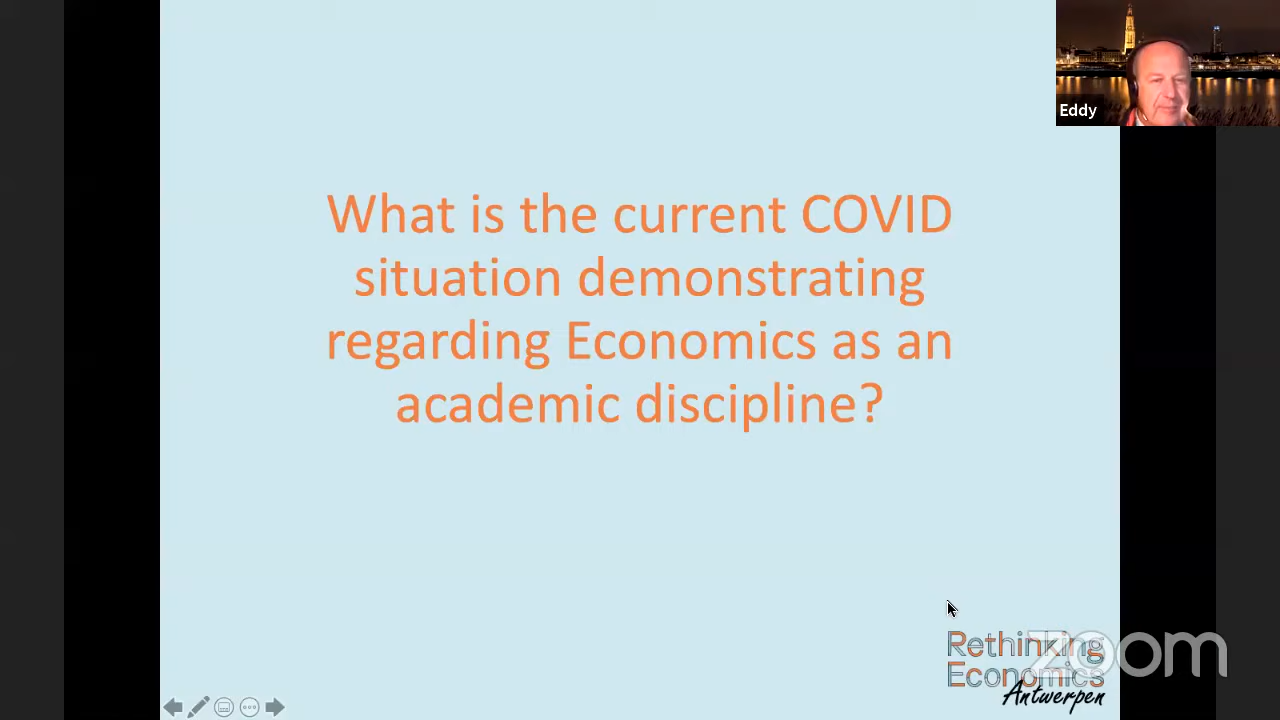 Eddy
What is the current COVID
situation demonstrating
regarding Economics as an
academic discipline?
Rethinking
Economics
Antwerpen
zoom